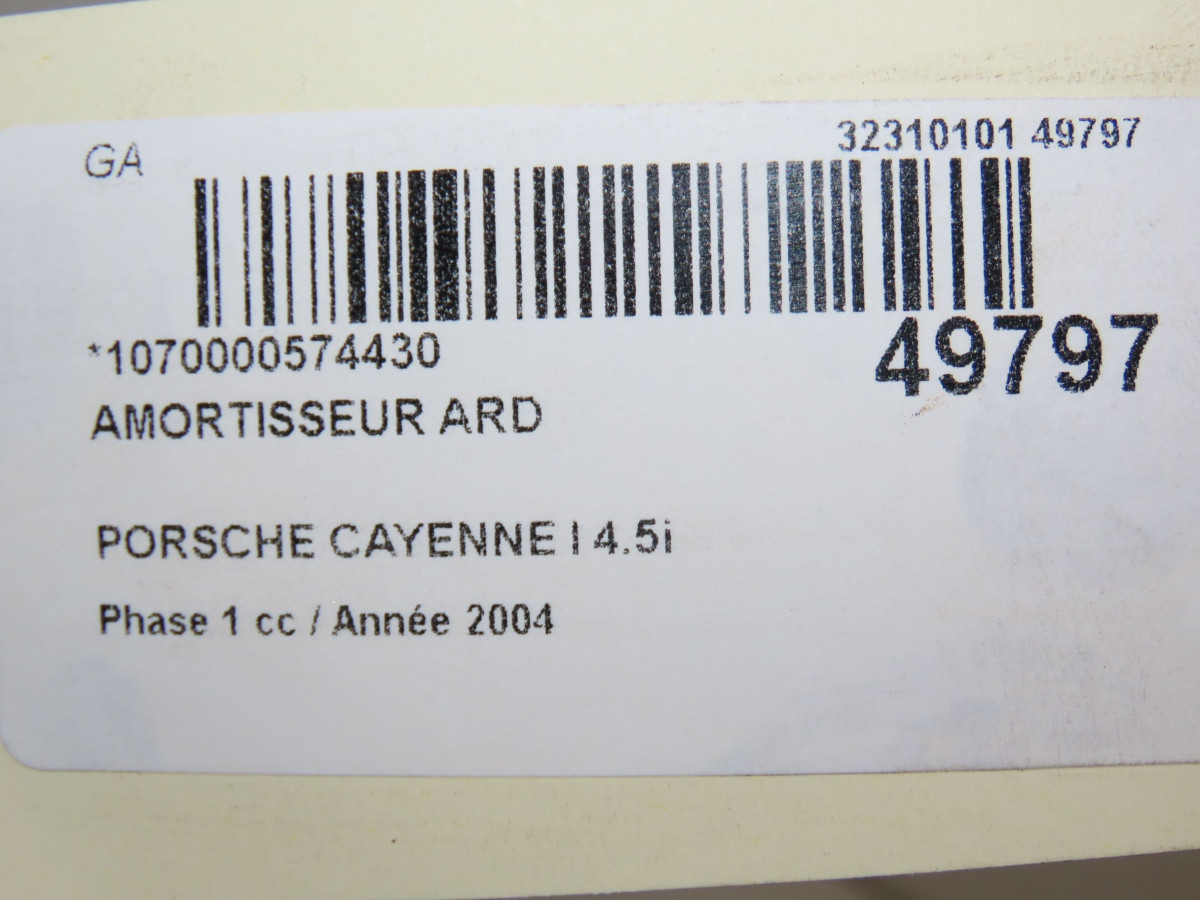 GA
32310101 49797
49797
*1070000574430
AMORTISSEUR ARD
PORSCHE CAYENNE I 4.5i
Phase 1 cc / Année 2004